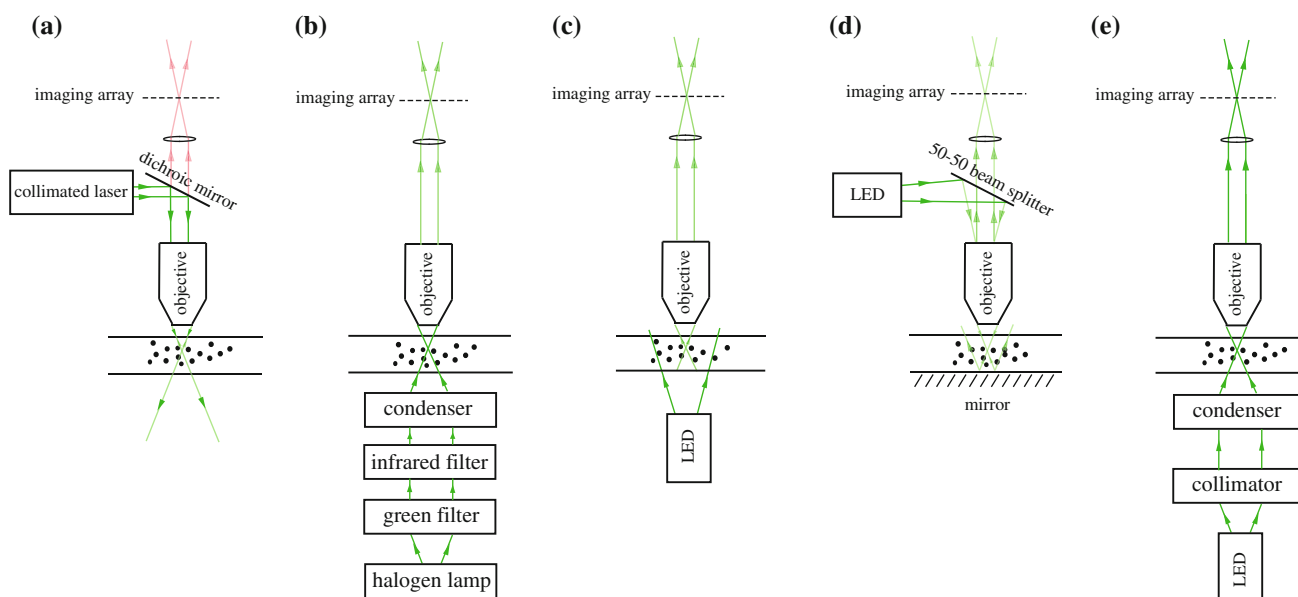 (a)
imaging array
dichroic mirror
collimated laser
objective
(b)
imaging array
objective
condenser
infrared filter
green filter
halogen lamp
(c)
imaging array
objective
LED
(d)
imaging array
50-50 beam splitter
LED
objective
mirror
(e)
imaging array
objective
condenser
collimator
LED